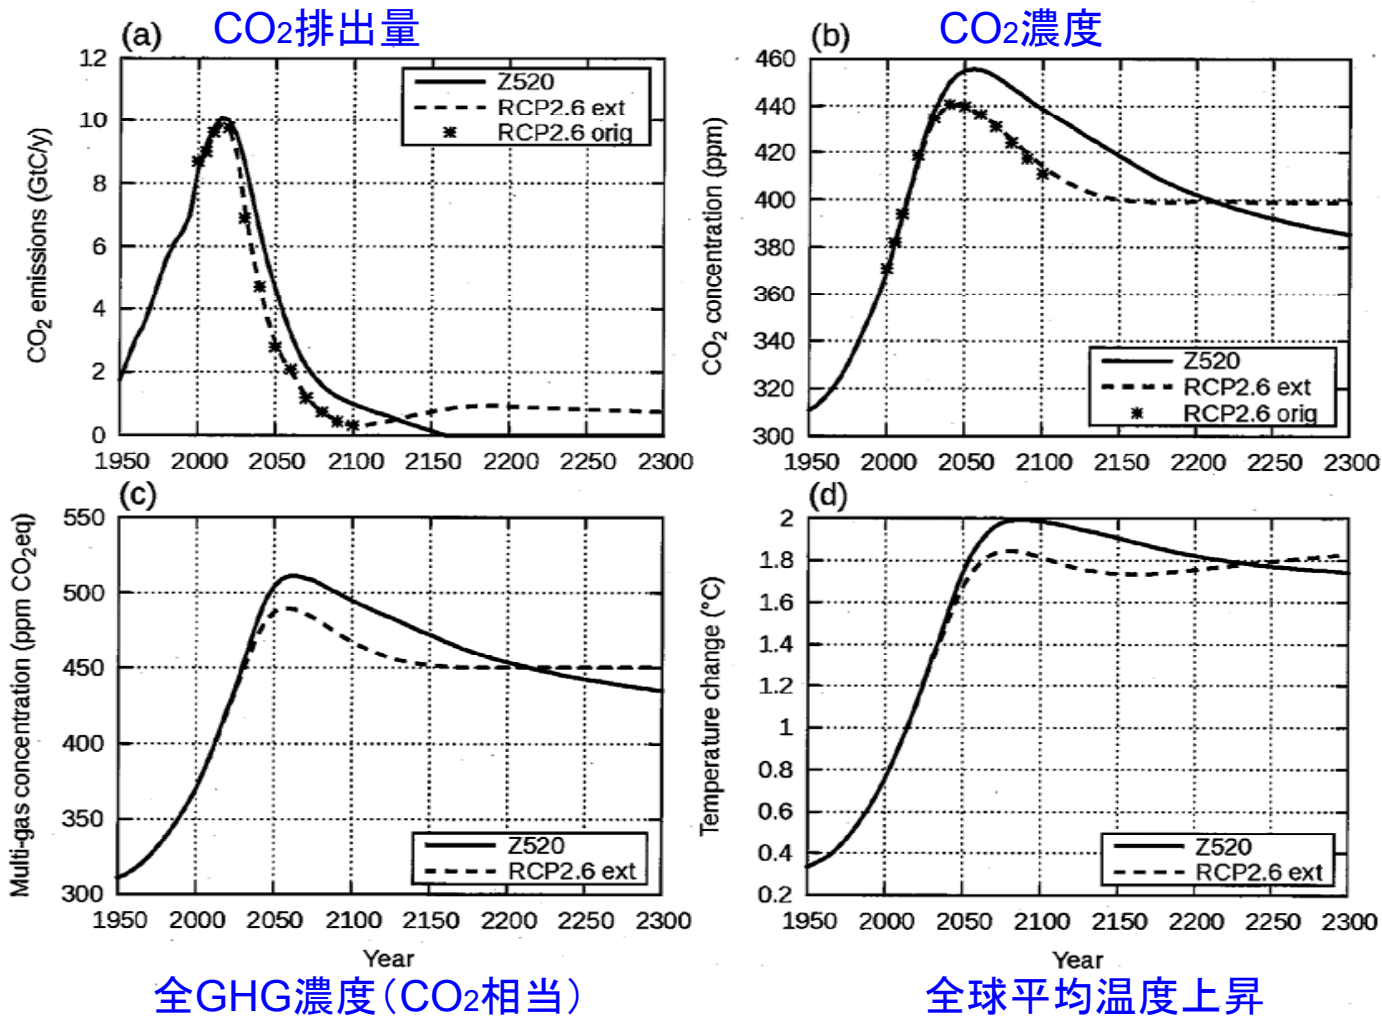 (a) CO2排出量
12
10
8
6
4
2
0
CO2 emissions (GtC/y)
Z520
RCP2.6 ext
RCP2.6 orig
1950 2000 2050 2100 2150 2200 2250 2300
(b) CO2濃度
460
440
420
400
380
360
340
320
300
CO2 concentration (ppm)
Z520
RCP2.6 ext
RCP2.6 orig
1950 2000 2050 2100 2150 2200 2250 2300
(c)
550
500
450
400
350
300
Multi-gas concentration (ppm CO2eq)
Z520
RCP2.6 ext
1950 2000 2050 2100 2150 2200 2250 2300
Year
全GHG濃度（CO2相当）
(d)
2
1.8
1.6
1.4
1.2
1
0.8
0.6
0.4
0.2
Temperature change (°C)
Z520
RCP2.6 ext
1950 2000 2050 2100 2150 2200 2250 2300
Year
全球平均温度上昇